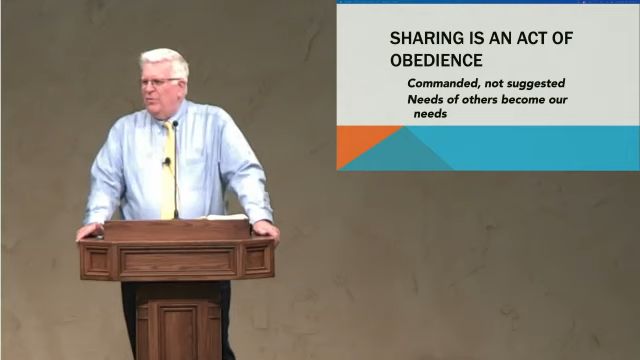 SHARING IS AN ACT OF
OBEDIENCE
Commanded, not suggested
Needs of others become our
needs